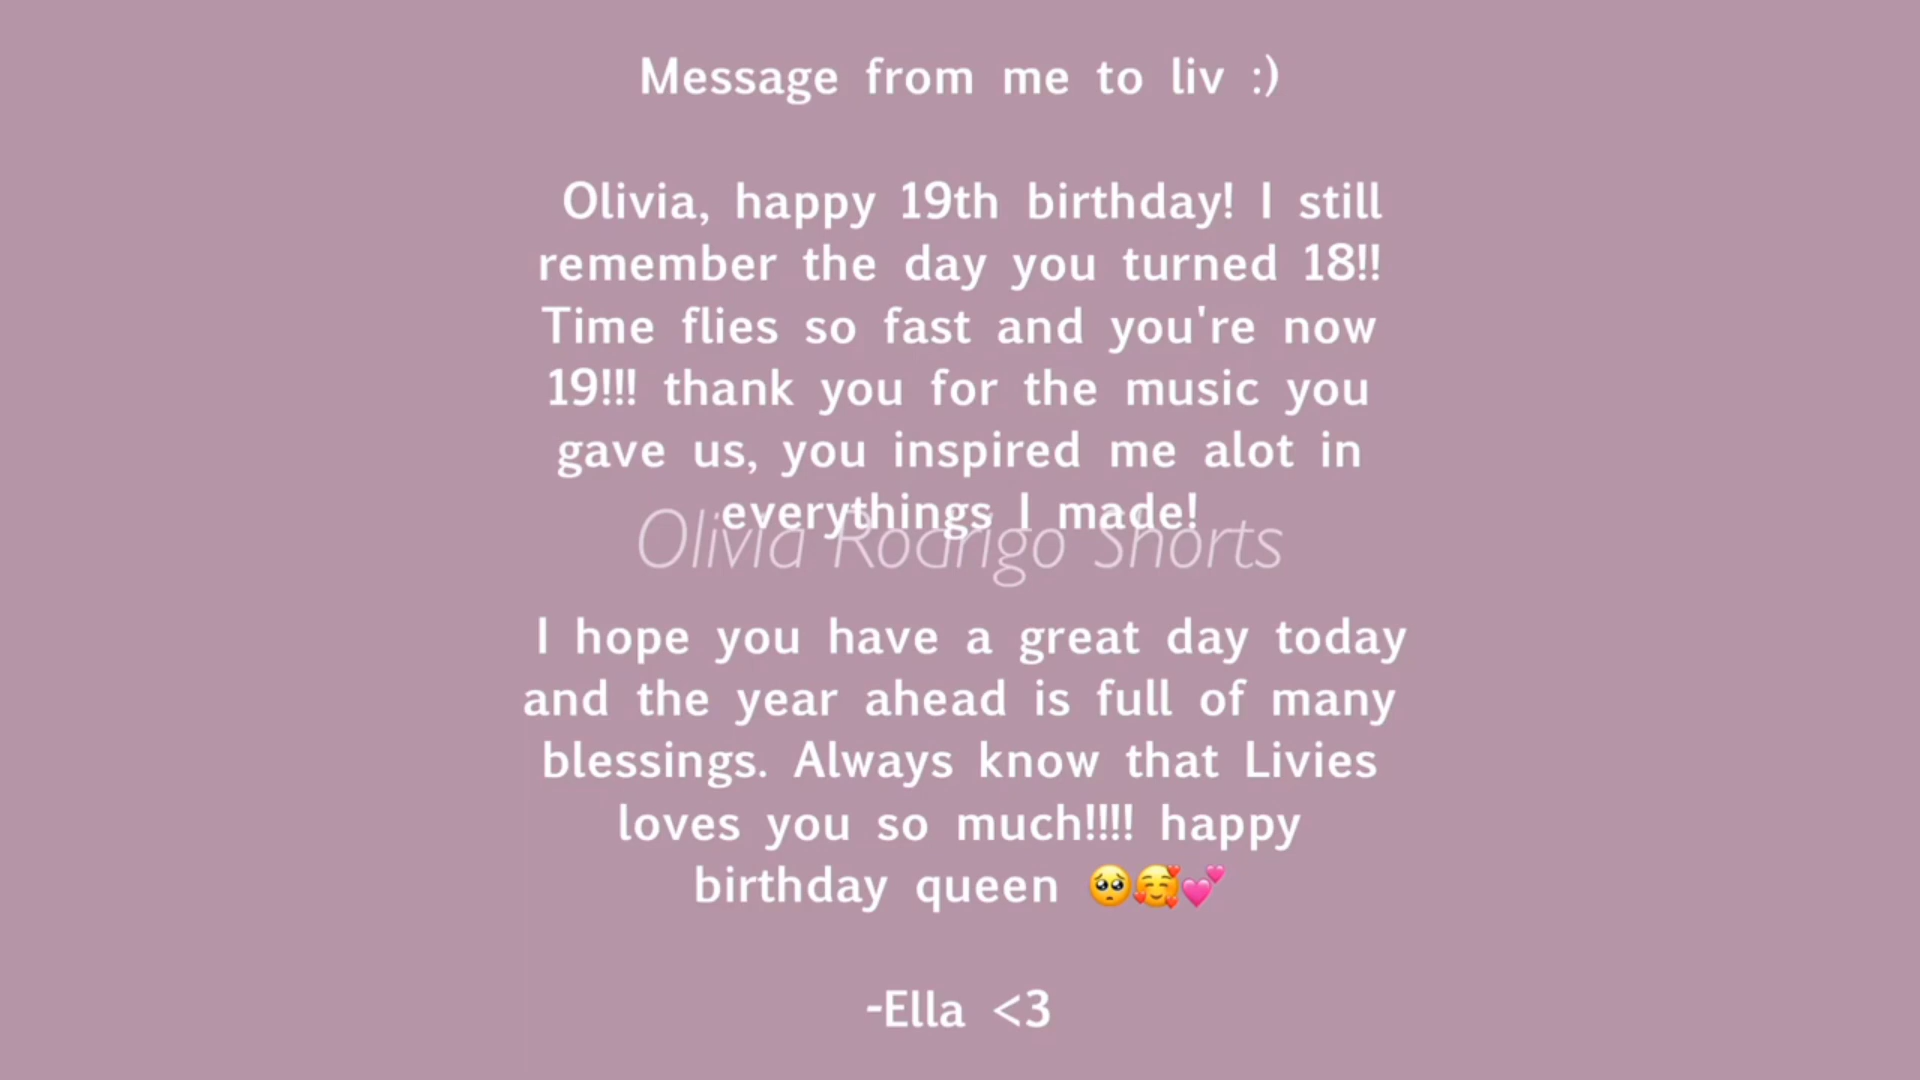 Message from me to liv :)
Olivia, happy 19th birthday! I still
remember the day you turned 18!!
Time flies so fast and you're now
19!!! thank you for the music you
gave us, you inspired me alot in
everythings I made!
Olivia Rodrigo Shorts
I hope you have a great day today
and the year ahead is full of many
blessings. Always know that Livies
loves you so much!!!! happy
birthday queen 🥺🥰💕
-Ella <3